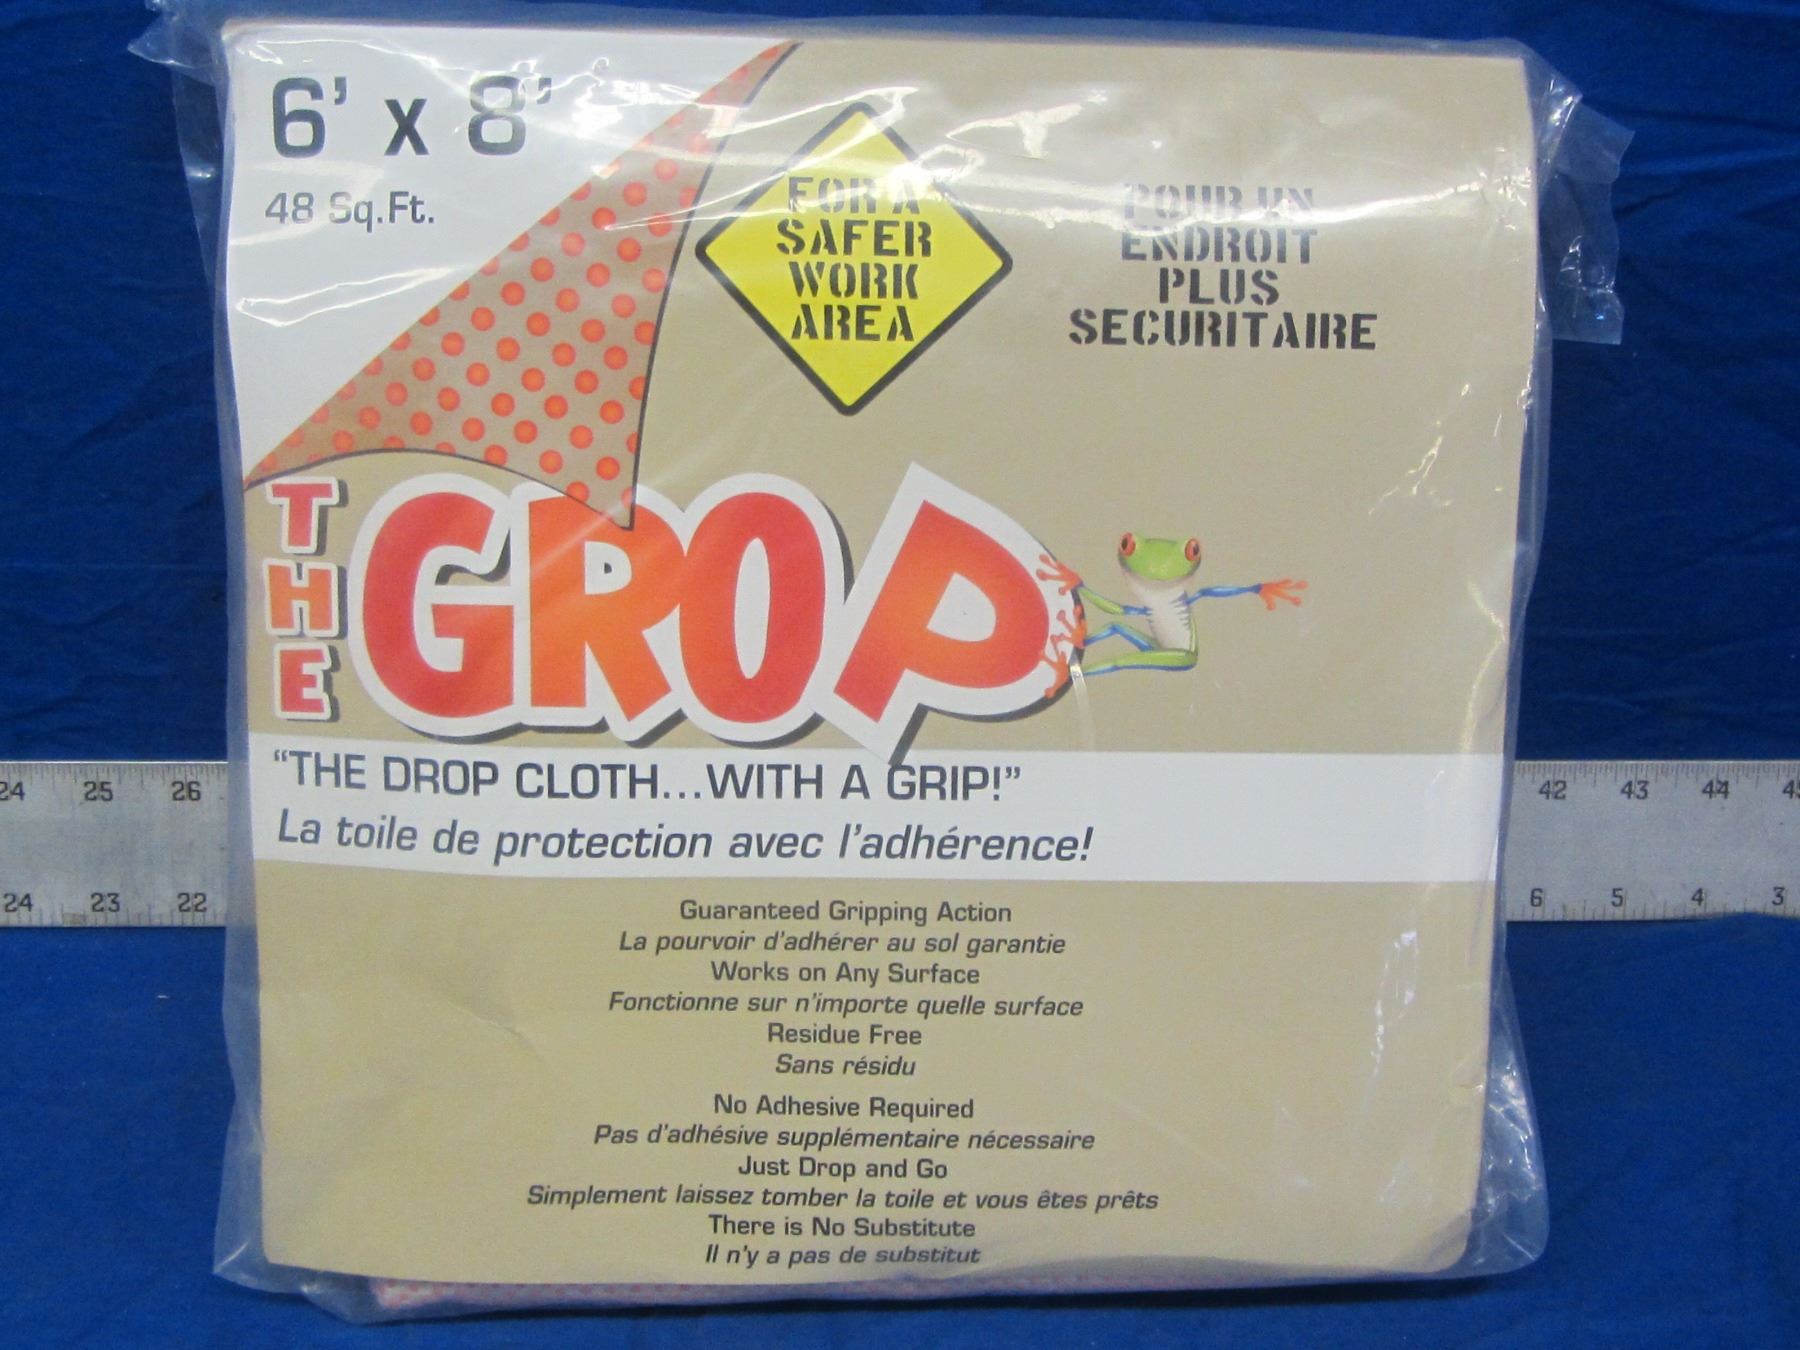 6' x 8'
48 Sq.Ft.
FOR A
SAFER
WORK
AREA
POUR UN
ENDROIT
PLUS
SECURITAIRE
THE
GROP
“THE DROP CLOTH...WITH A GRIP!”
La toile de protection avec l'adhérence!
Guaranteed Gripping Action
La pourvoir d'adhérer au sol garantie
Works on Any Surface
Fonctionne sur n'importe quelle surface
Residue Free
Sans résidu
No Adhesive Required
Pas d'adhésive supplémentaire nécessaire
Just Drop and Go
Simplement laissez tomber la toile et vous êtes prêts
There is No Substitute
Il n'y a pas de substitut
24 25 26
24 23 22
42 43 44
6 5 4 3